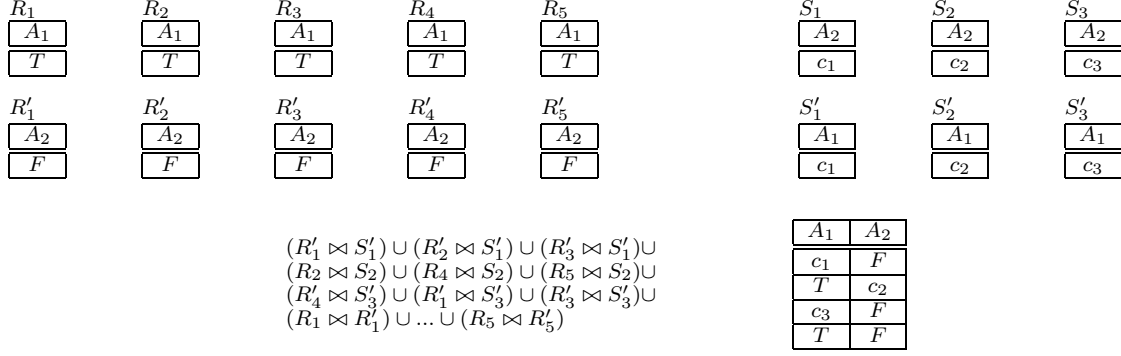 R₁ R₂ R₃ R₄ R₅ S₁ S₂ S₃
A₁ A₁ A₁ A₁ A₁ A₂ A₂ A₂
T T T T T c₁ c₂ c₃
R′₁ R′₂ R′₃ R′₄ R′₅ S′₁ S′₂ S′₃
A₂ A₂ A₂ A₂ A₂ A₁ A₁ A₁
F F F F F c₁ c₂ c₃
(R′₁ ⋈ S′₁) ∪ (R′₂ ⋈ S′₁) ∪ (R′₃ ⋈ S′₁)∪
(R₂ ⋈ S₂) ∪ (R₄ ⋈ S₂) ∪ (R₅ ⋈ S₂)∪
(R′₄ ⋈ S′₃) ∪ (R′₁ ⋈ S′₃) ∪ (R′₃ ⋈ S′₃)∪
(R₁ ⋈ R′₁) ∪ ... ∪ (R₅ ⋈ R′₅)
A₁ A₂
c₁ F
T c₂
c₃ F
T F